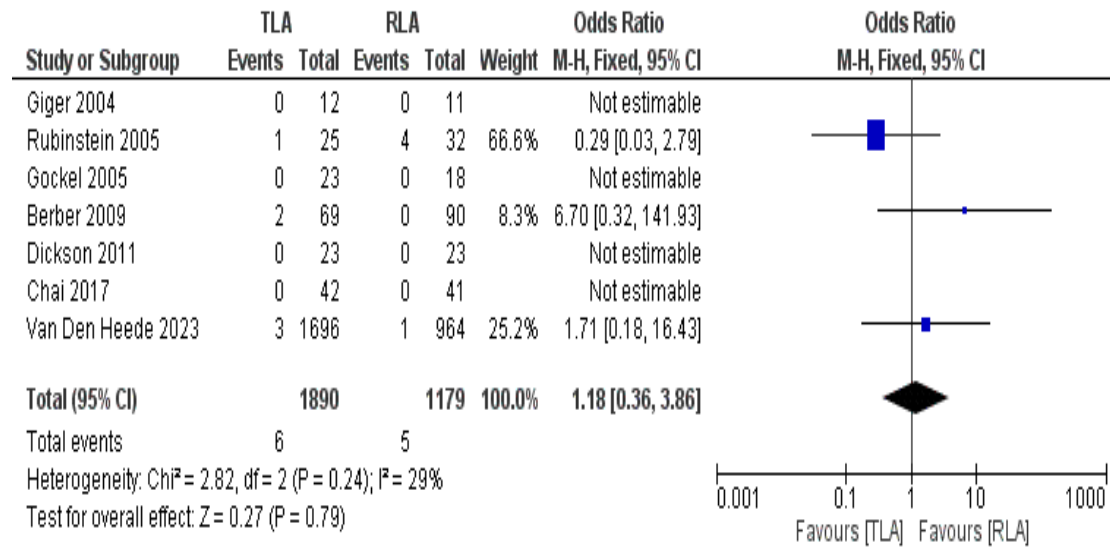 TLA RLA Odds Ratio Odds Ratio
Study or Subgroup Events Total Events Total Weight M-H, Fixed, 95% CI M-H, Fixed, 95% CI
Giger 2004 0 12 0 11 Not estimable
Rubinstein 2005 1 25 4 32 66.6% 0.29 [0.03, 2.79]
Gockel 2005 0 23 0 18 Not estimable
Berber 2009 2 69 0 90 8.3% 6.70 [0.32, 141.93]
Dickson 2011 0 23 0 23 Not estimable
Chai 2017 0 42 0 41 Not estimable
Van Den Heede 2023 3 1696 1 964 25.2% 1.71 [0.18, 16.43]
Total (95% CI) 1890 1179 100.0% 1.18 [0.36, 3.86]
Total events 6 5
Heterogeneity: Chi² = 2.82, df = 2 (P = 0.24); I² = 29%
Test for overall effect: Z = 0.27 (P = 0.79)
0.001 0.1 1 10 1000
Favours [TLA] Favours [RLA]